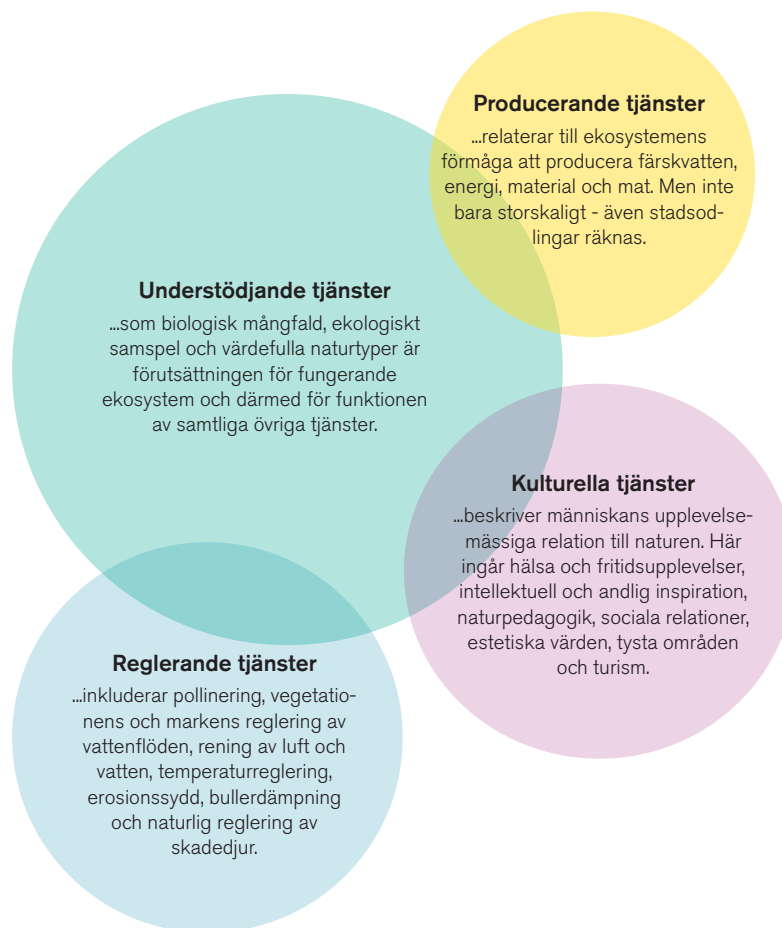 Producerande tjänster
...relaterar till ekosystemens
förmåga att producera färskvatten,
energi, material och mat. Men inte
bara storskaligt - även stadsod-
lingar räknas.
Understödjande tjänster
...som biologisk mångfald, ekologiskt
samspel och värdefulla naturtyper är
förutsättningen för fungerande
ekosystem och därmed för funktionen
av samtliga övriga tjänster.
Kulturella tjänster
...beskriver människans upplevelse-
mässiga relation till naturen. Här
ingår hälsa och fritidsupplevelser,
intellektuell och andlig inspiration,
naturpedagogik, sociala relationer,
estetiska värden, tysta områden
och turism.
Reglerande tjänster
...inkluderar pollinering, vegetatio-
nens och markens reglering av
vattenflöden, rening av luft och
vatten, temperaturreglering,
erosionssydd, bullerdämpning
och naturlig reglering av
skadedjur.